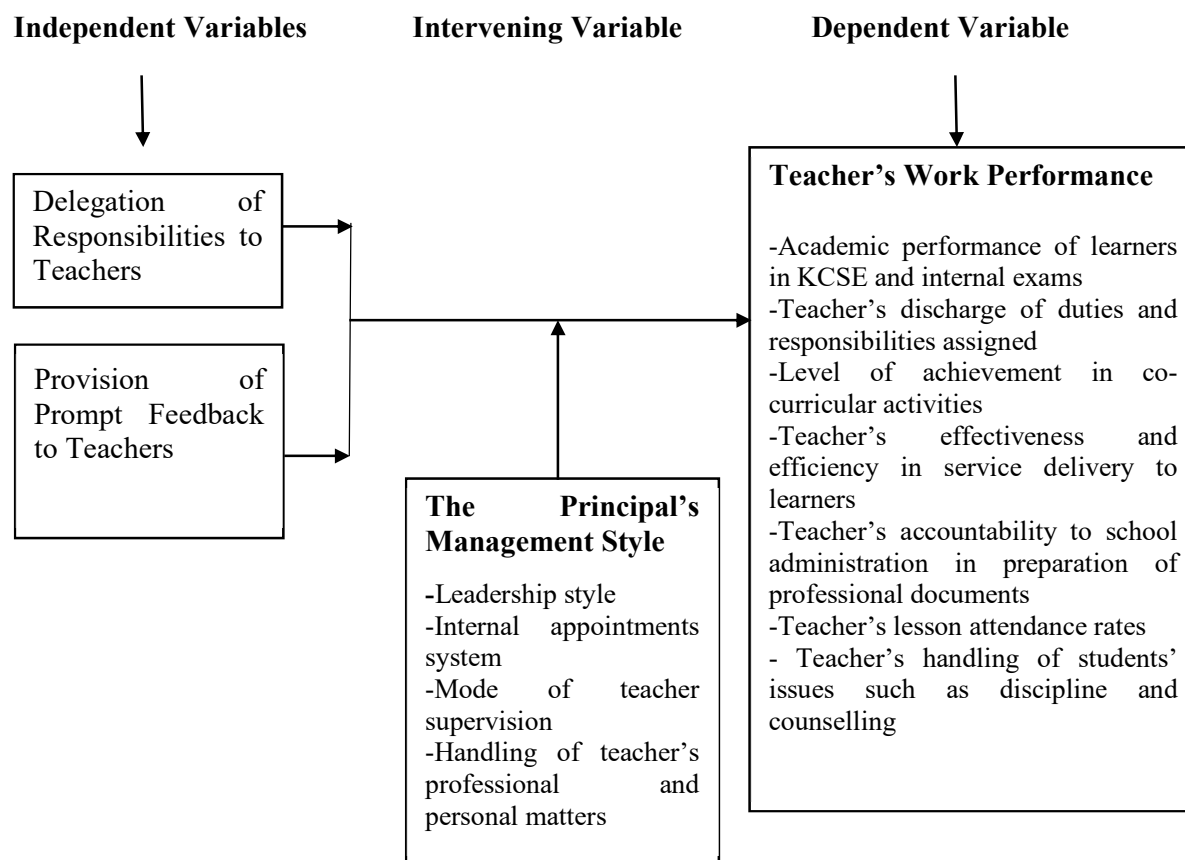 Independent Variables
Intervening Variable
Dependent Variable
Delegation of
Responsibilities to
Teachers
Provision of
Prompt Feedback
to Teachers
The Principal’s
Management Style
-Leadership style
-Internal appointments
system
-Mode of teacher
supervision
-Handling of teacher’s
professional and
personal matters
Teacher’s Work Performance
-Academic performance of learners
in KCSE and internal exams
-Teacher’s discharge of duties and
responsibilities assigned
-Level of achievement in co-
curricular activities
-Teacher’s effectiveness and
efficiency in service delivery to
learners
-Teacher’s accountability to school
administration in preparation of
professional documents
-Teacher’s lesson attendance rates
- Teacher’s handling of students’
issues such as discipline and
counselling